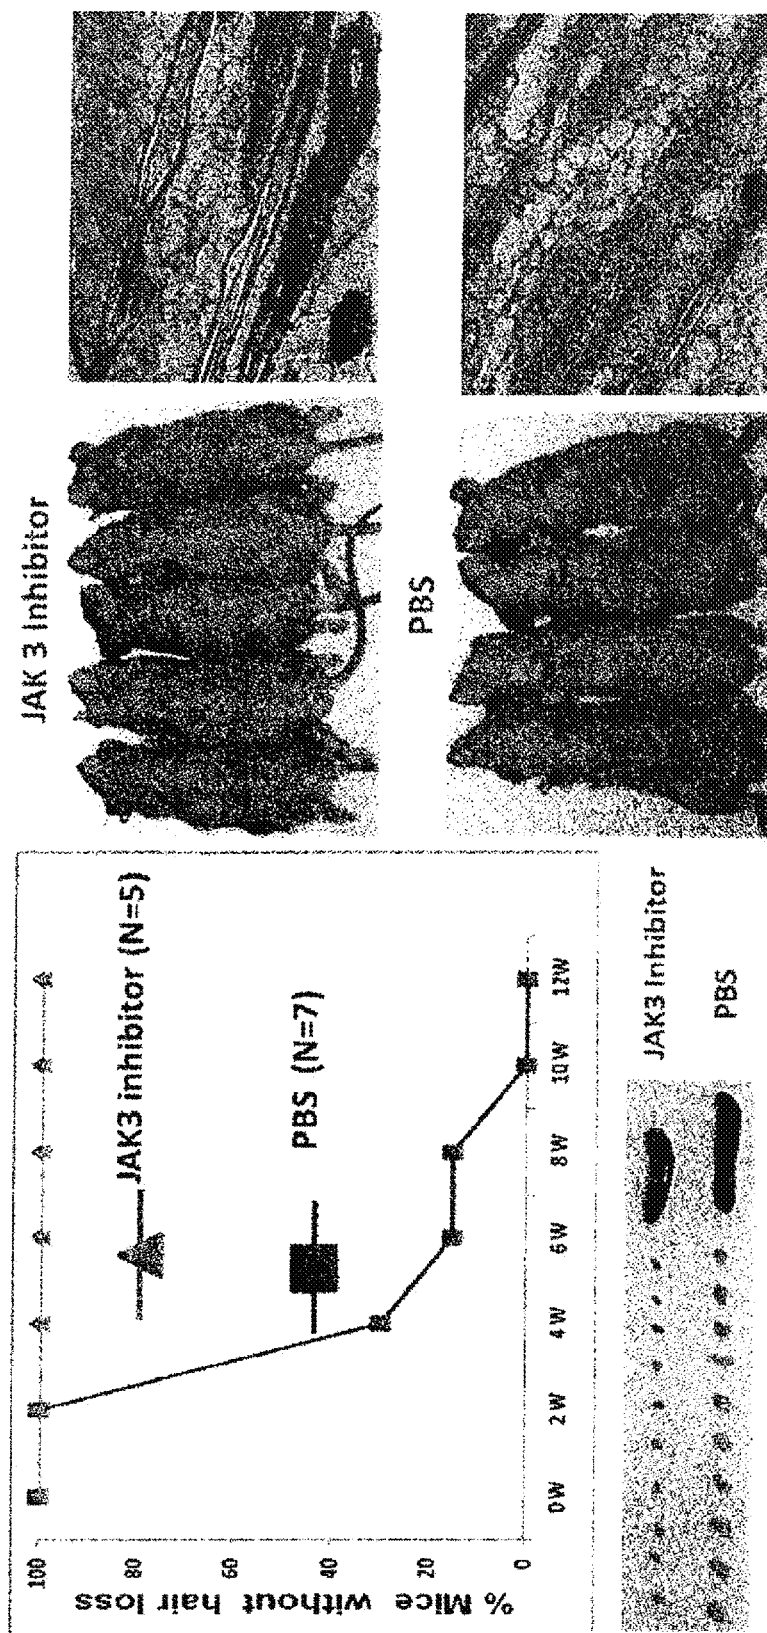 % Mice without hair loss
100
80
60
40
20
0
0W
2W
4W
6W
8W
10W
12W
JAK3 inhibitor (N=5)
PBS (N=7)
JAK 3 Inhibitor
PBS
JAK3 Inhibitor
PBS